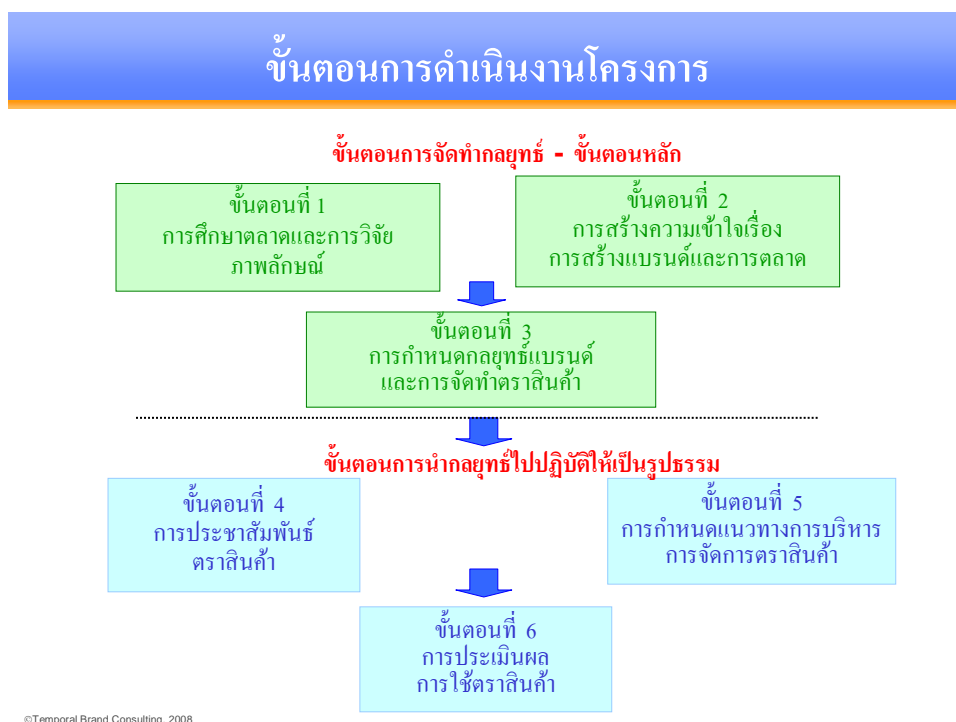 ขั้นตอนการดำเนินงานโครงการ
ขั้นตอนการจัดทำกลยุทธ์ - ขั้นตอนหลัก
ขั้นตอนที่ 1
การศึกษาตลาดและการวิจัย
ภาพลักษณ์
ขั้นตอนที่ 2
การสร้างความเข้าใจเรื่อง
การสร้างแบรนด์และการตลาด
ขั้นตอนที่ 3
การกำหนดกลยุทธ์แบรนด์
และการจัดทำตราสินค้า
ขั้นตอนการนำกลยุทธ์ไปปฏิบัติให้เป็นรูปธรรม
ขั้นตอนที่ 4
การประชาสัมพันธ์
ตราสินค้า
ขั้นตอนที่ 5
การกำหนดแนวทางการบริหาร
การจัดการตราสินค้า
ขั้นตอนที่ 6
การประเมินผล
การใช้ตราสินค้า
©Temporal Brand Consulting, 2008